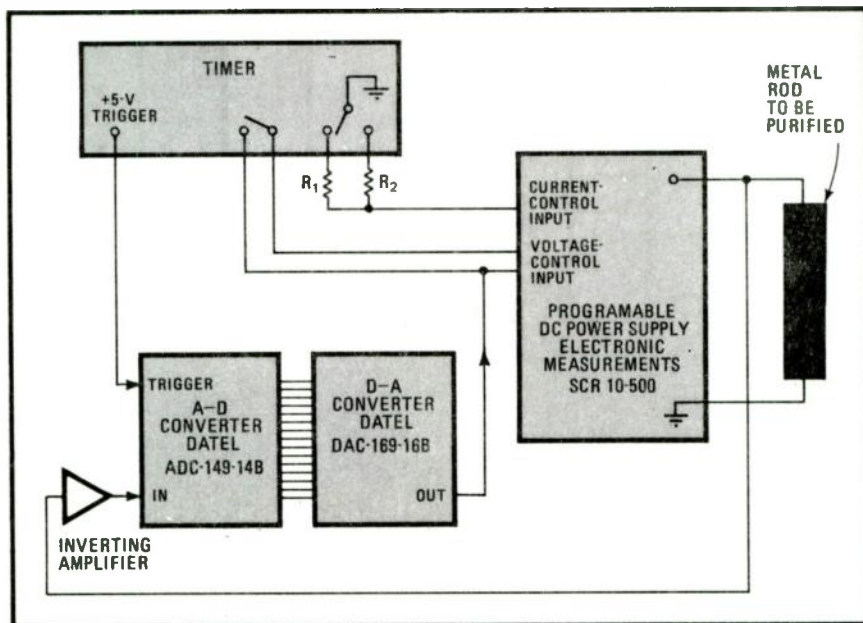 TIMER
+5-V
TRIGGER
R1
R2
METAL
ROD
TO BE
PURIFIED
CURRENT-
CONTROL
INPUT
VOLTAGE-
CONTROL
INPUT
PROGRAMABLE
DC POWER SUPPLY
ELECTRONIC
MEASUREMENTS
SCR 10-500
TRIGGER
A–D
CONVERTER
DATEL
ADC-149-14B
IN
D–A
CONVERTER
DATEL
DAC-169-16B
OUT
INVERTING
AMPLIFIER